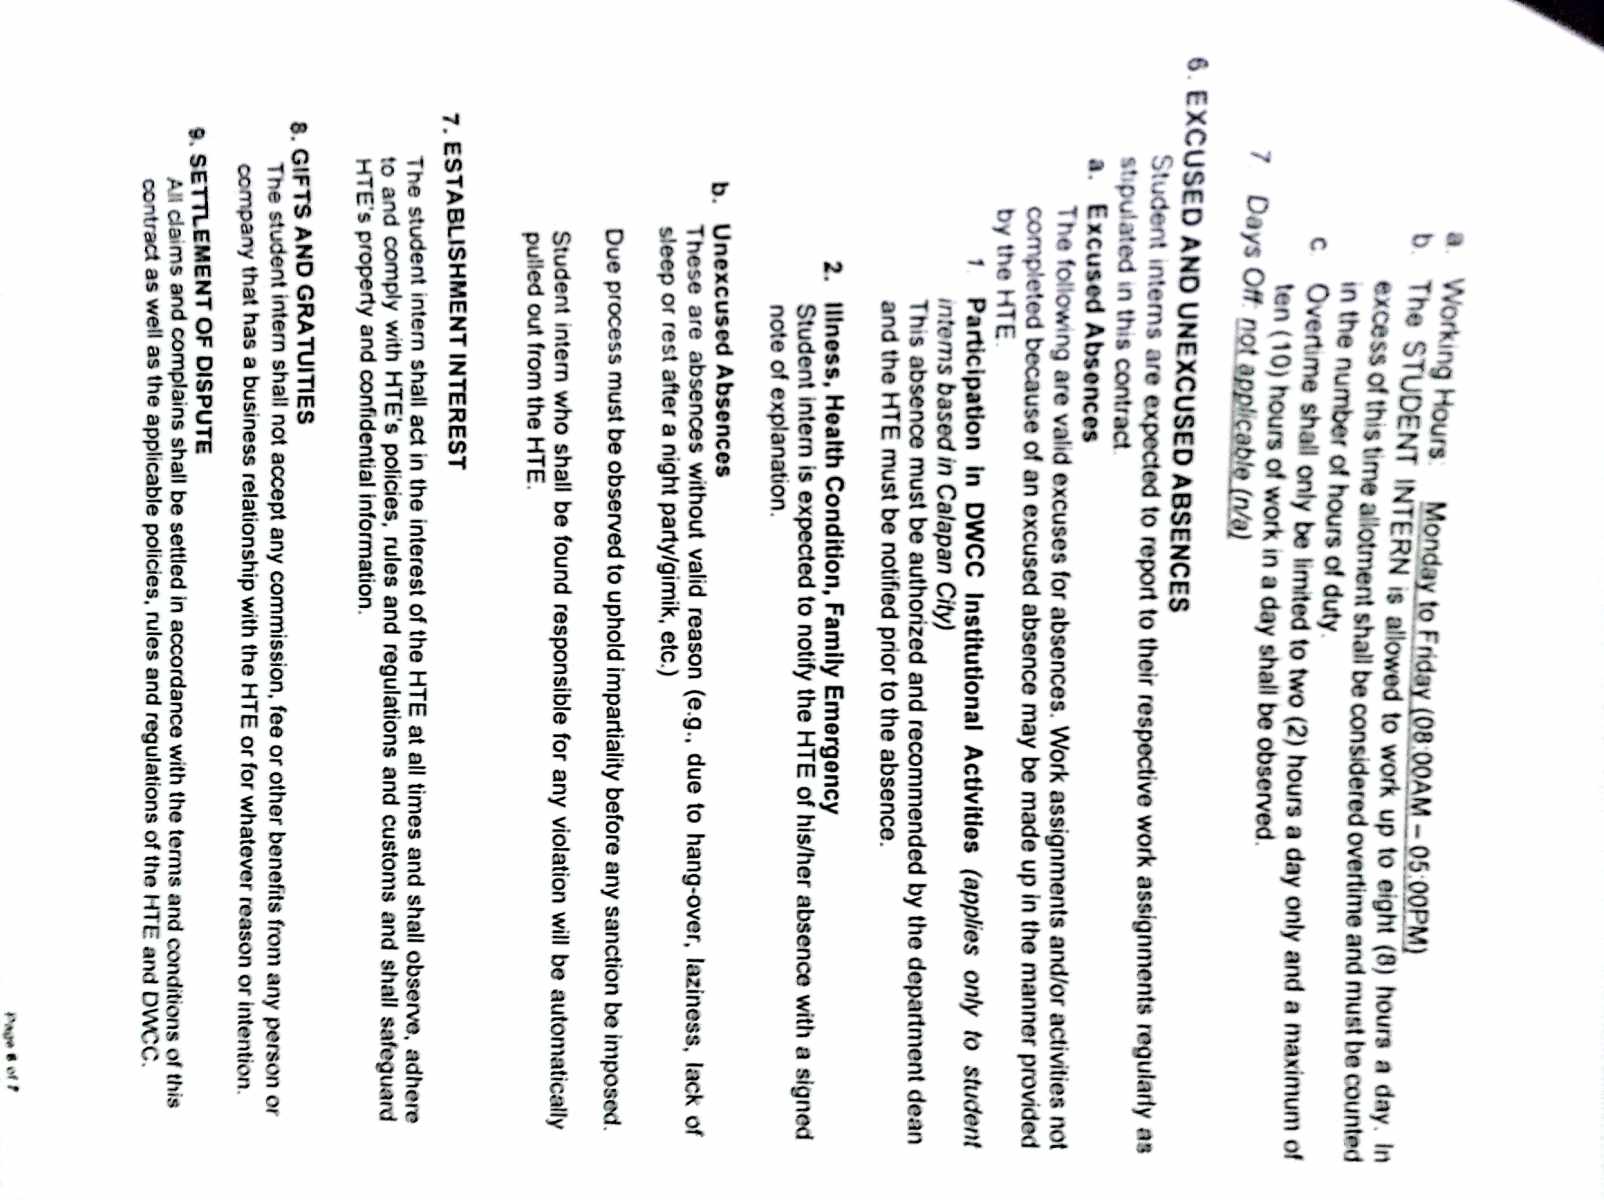 a. Working Hours: Monday to Friday (08:00AM – 05:00PM)
b. The STUDENT INTERN is allowed to work up to eight (8) hours a day. In
excess of this time allotment shall be considered overtime and must be counted
in the number of hours of duty.
c. Overtime shall only be limited to two (2) hours a day only and a maximum of
ten (10) hours of work in a day shall be observed.
7. Days Off: not applicable (n/a)
6. EXCUSED AND UNEXCUSED ABSENCES
Student interns are expected to report to their respective work assignments regularly as
stipulated in this contract.
a. Excused Absences
The following are valid excuses for absences. Work assignments and/or activities not
completed because of an excused absence may be made up in the manner provided
by the HTE.
1. Participation in DWCC Institutional Activities (applies only to student
interns based in Calapan City)
This absence must be authorized and recommended by the department dean
and the HTE must be notified prior to the absence.
2. Illness, Health Condition, Family Emergency
Student intern is expected to notify the HTE of his/her absence with a signed
note of explanation.
b. Unexcused Absences
These are absences without valid reason (e.g., due to hang-over, laziness, lack of
sleep or rest after a night party/gimik, etc.)
Due process must be observed to uphold impartiality before any sanction be imposed.
Student intern who shall be found responsible for any violation will be automatically
pulled out from the HTE.
7. ESTABLISHMENT INTEREST
The student intern shall act in the interest of the HTE at all times and shall observe, adhere
to and comply with HTE's policies, rules and regulations and customs and shall safeguard
HTE's property and confidential information.
8. GIFTS AND GRATUITIES
The student intern shall not accept any commission, fee or other benefits from any person or
company that has a business relationship with the HTE or for whatever reason or intention.
9. SETTLEMENT OF DISPUTE
All claims and complains shall be settled in accordance with the terms and conditions of this
contract as well as the applicable policies, rules and regulations of the HTE and DWCC.
Page 6 of 7